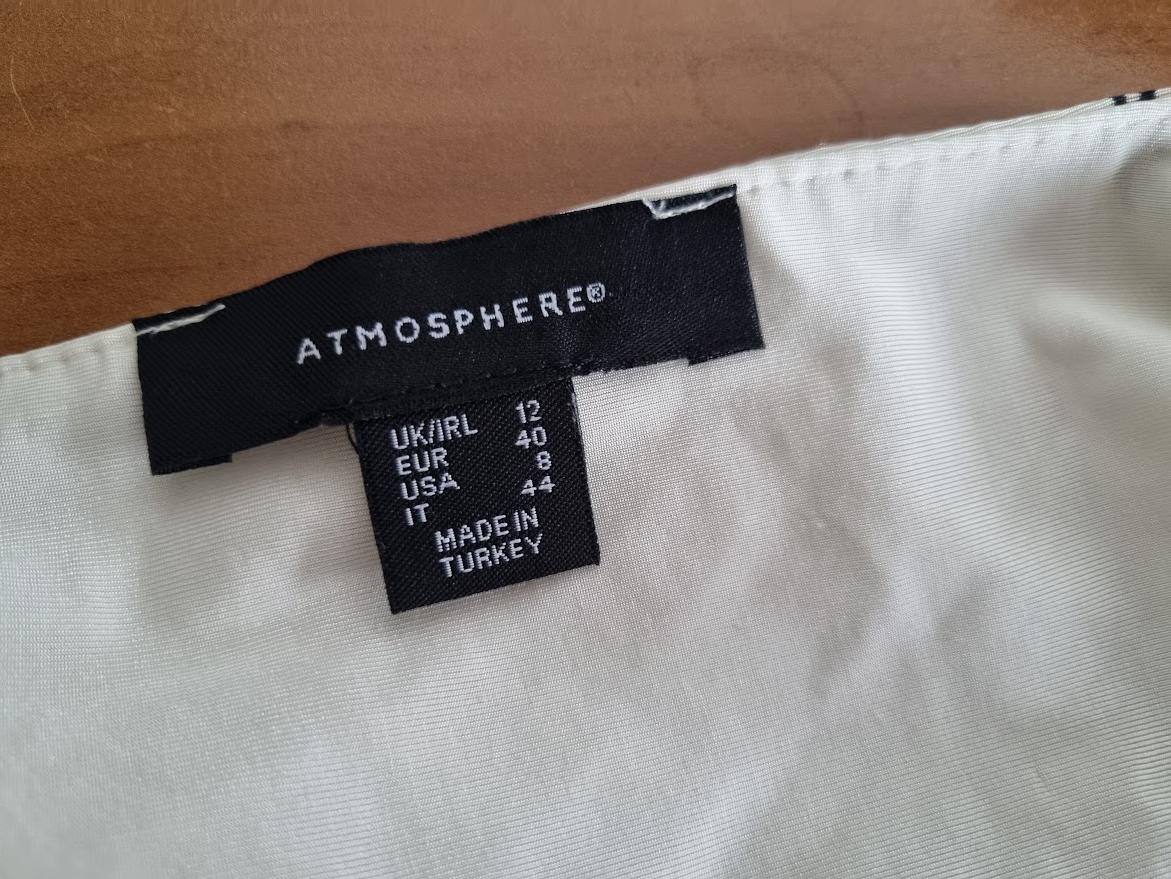 ATMOSPHERE®
UK/IRL 12
EUR 40
USA 8
IT 44
MADE IN
TURKEY